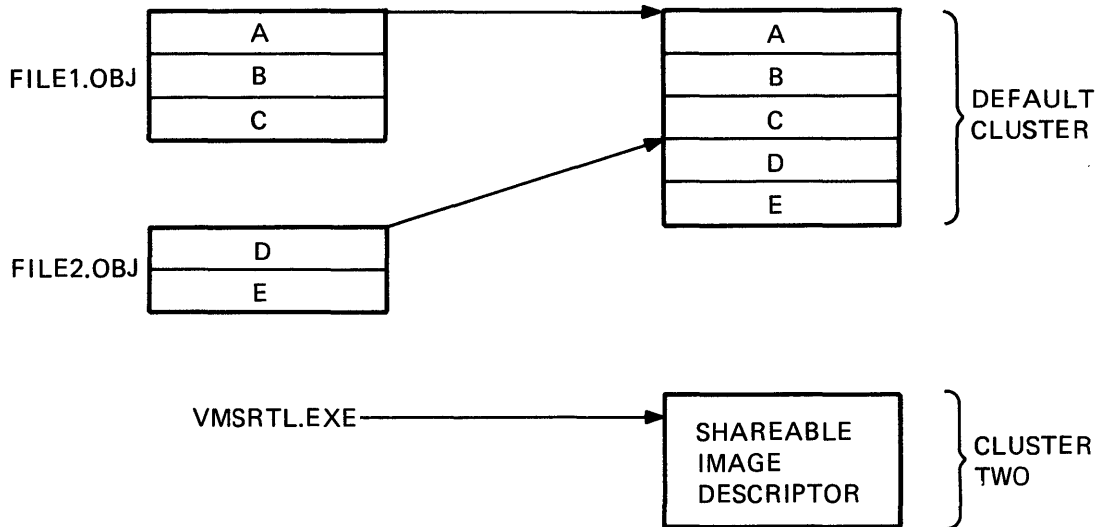 FILE1.OBJ
A
B
C
A
B
C
D
E
DEFAULT
CLUSTER
FILE2.OBJ
D
E
VMSRTL.EXE
SHAREABLE
IMAGE
DESCRIPTOR
CLUSTER
TWO